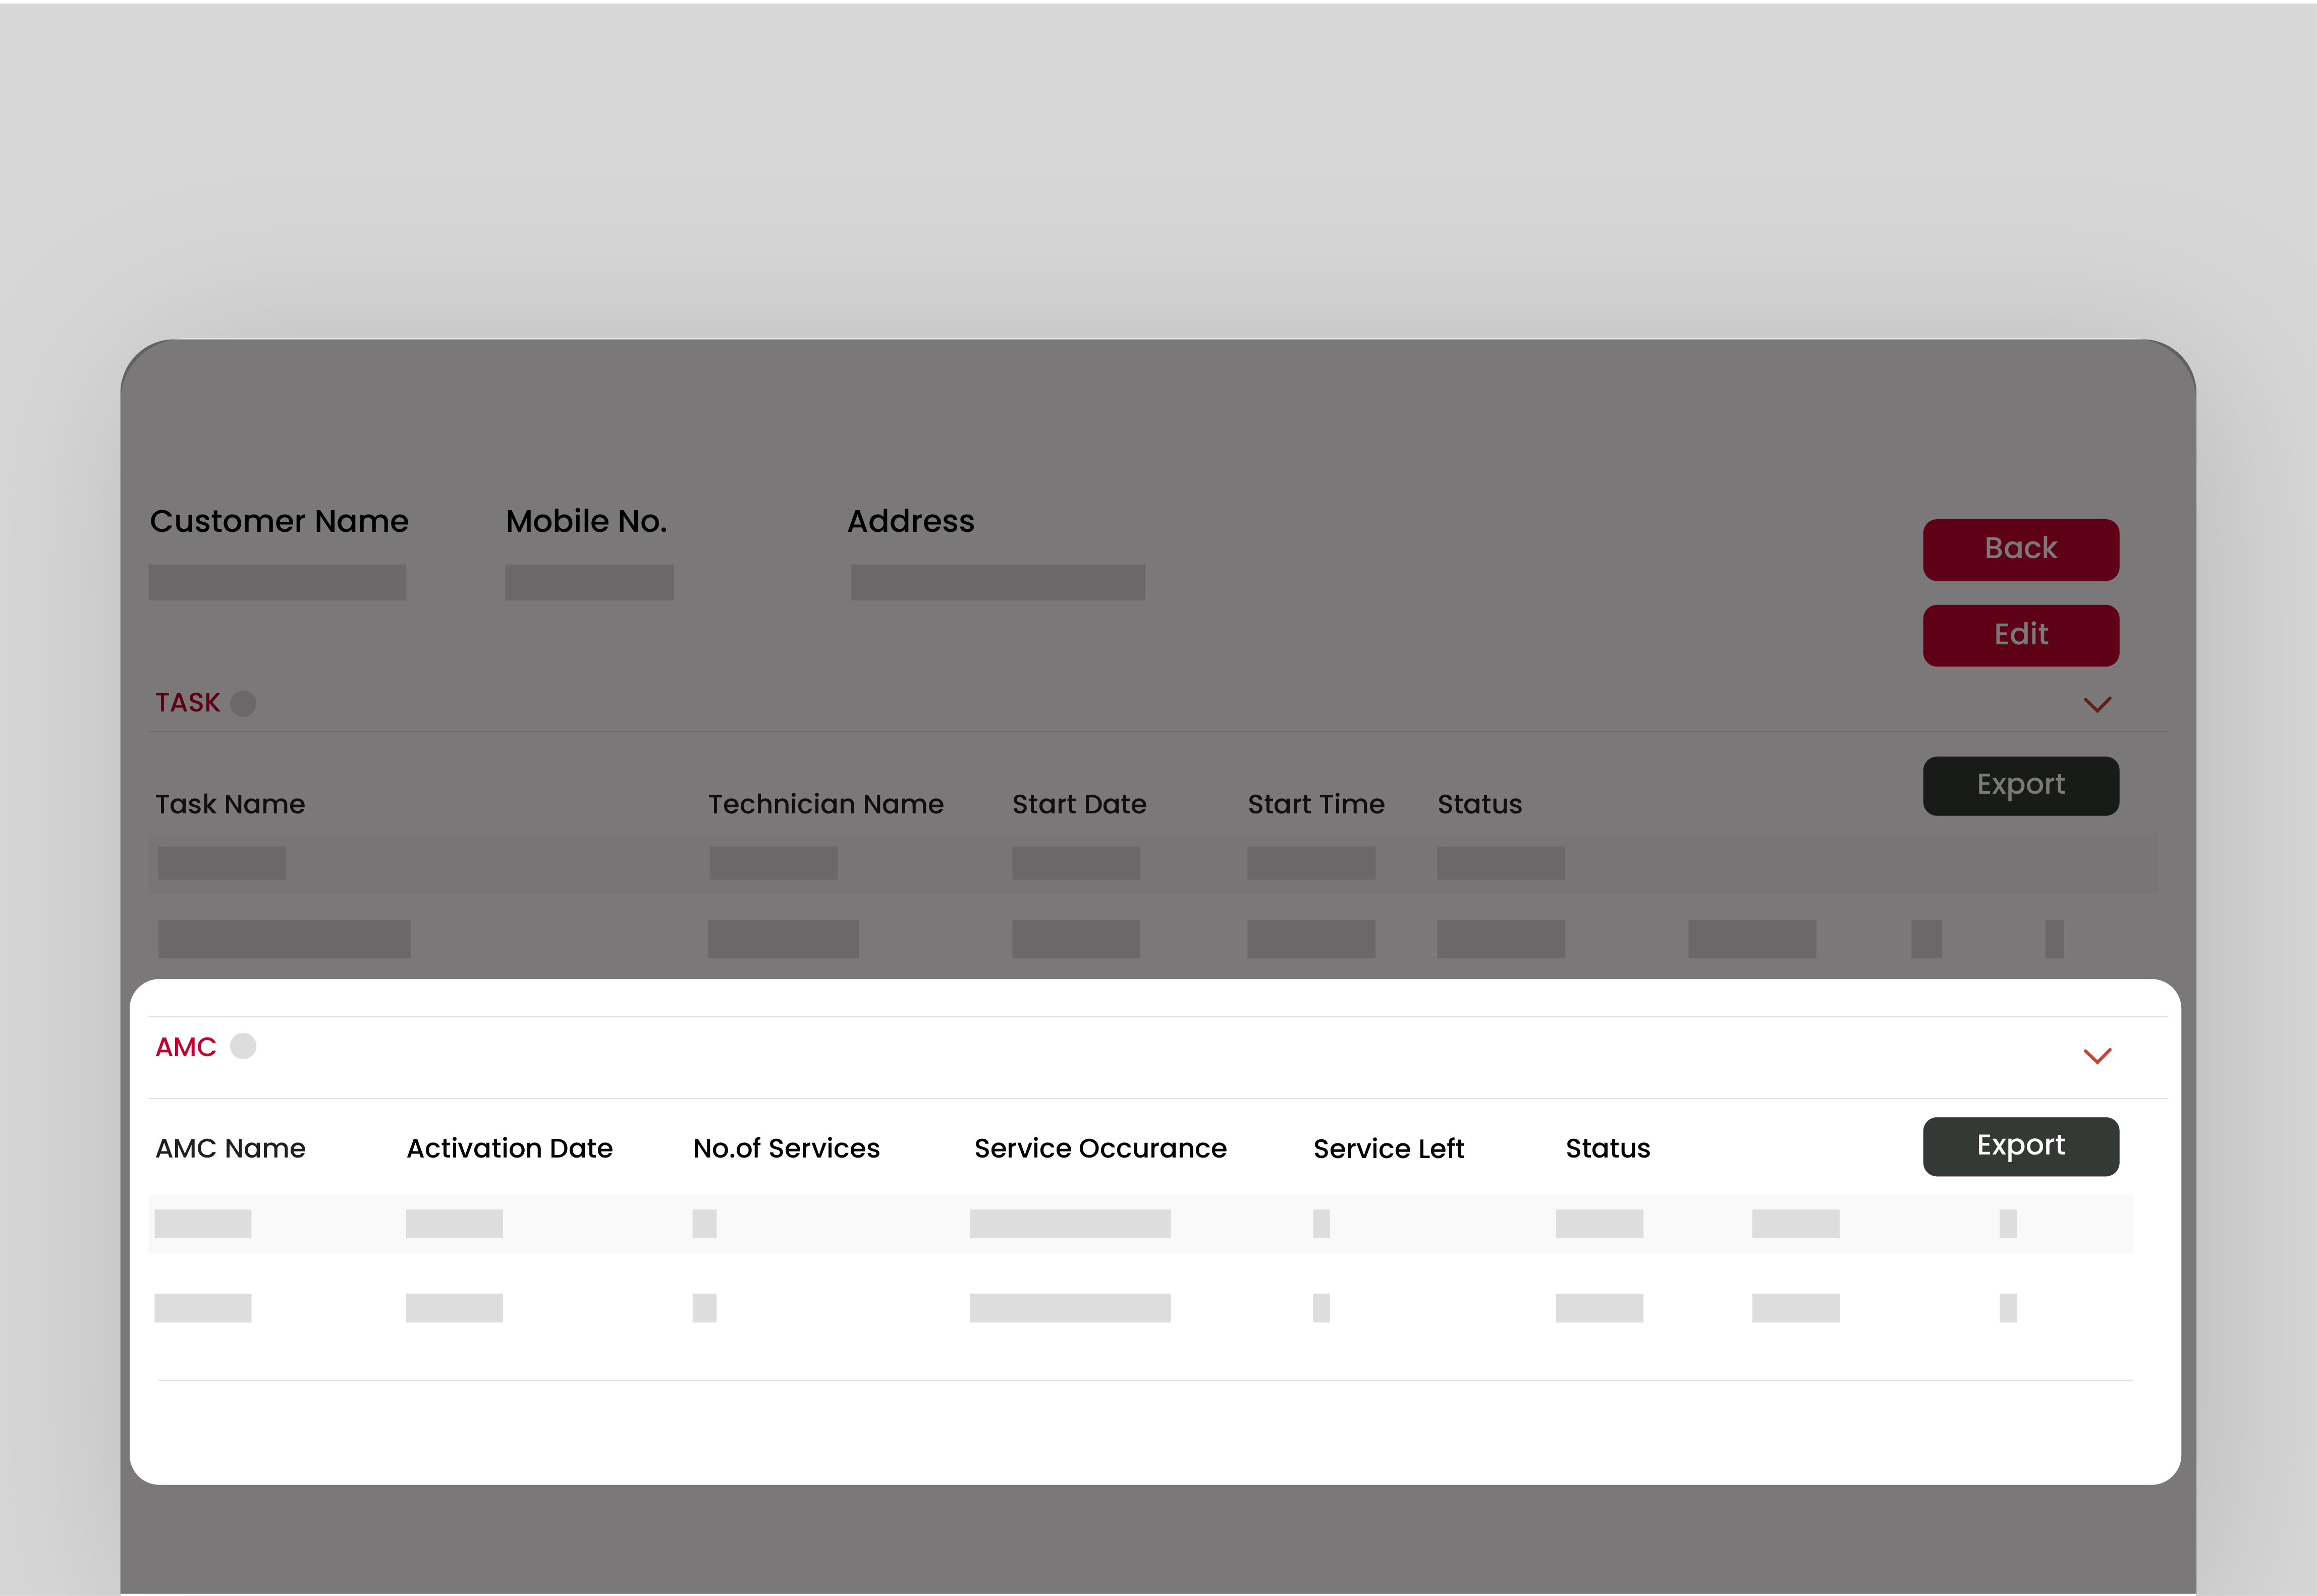 Customer Name Mobile No. Address
Back
Edit
TASK
Export
Task Name Technician Name Start Date Start Time Status
AMC
AMC Name Activation Date No.of Services Service Occurance Service Left Status Export